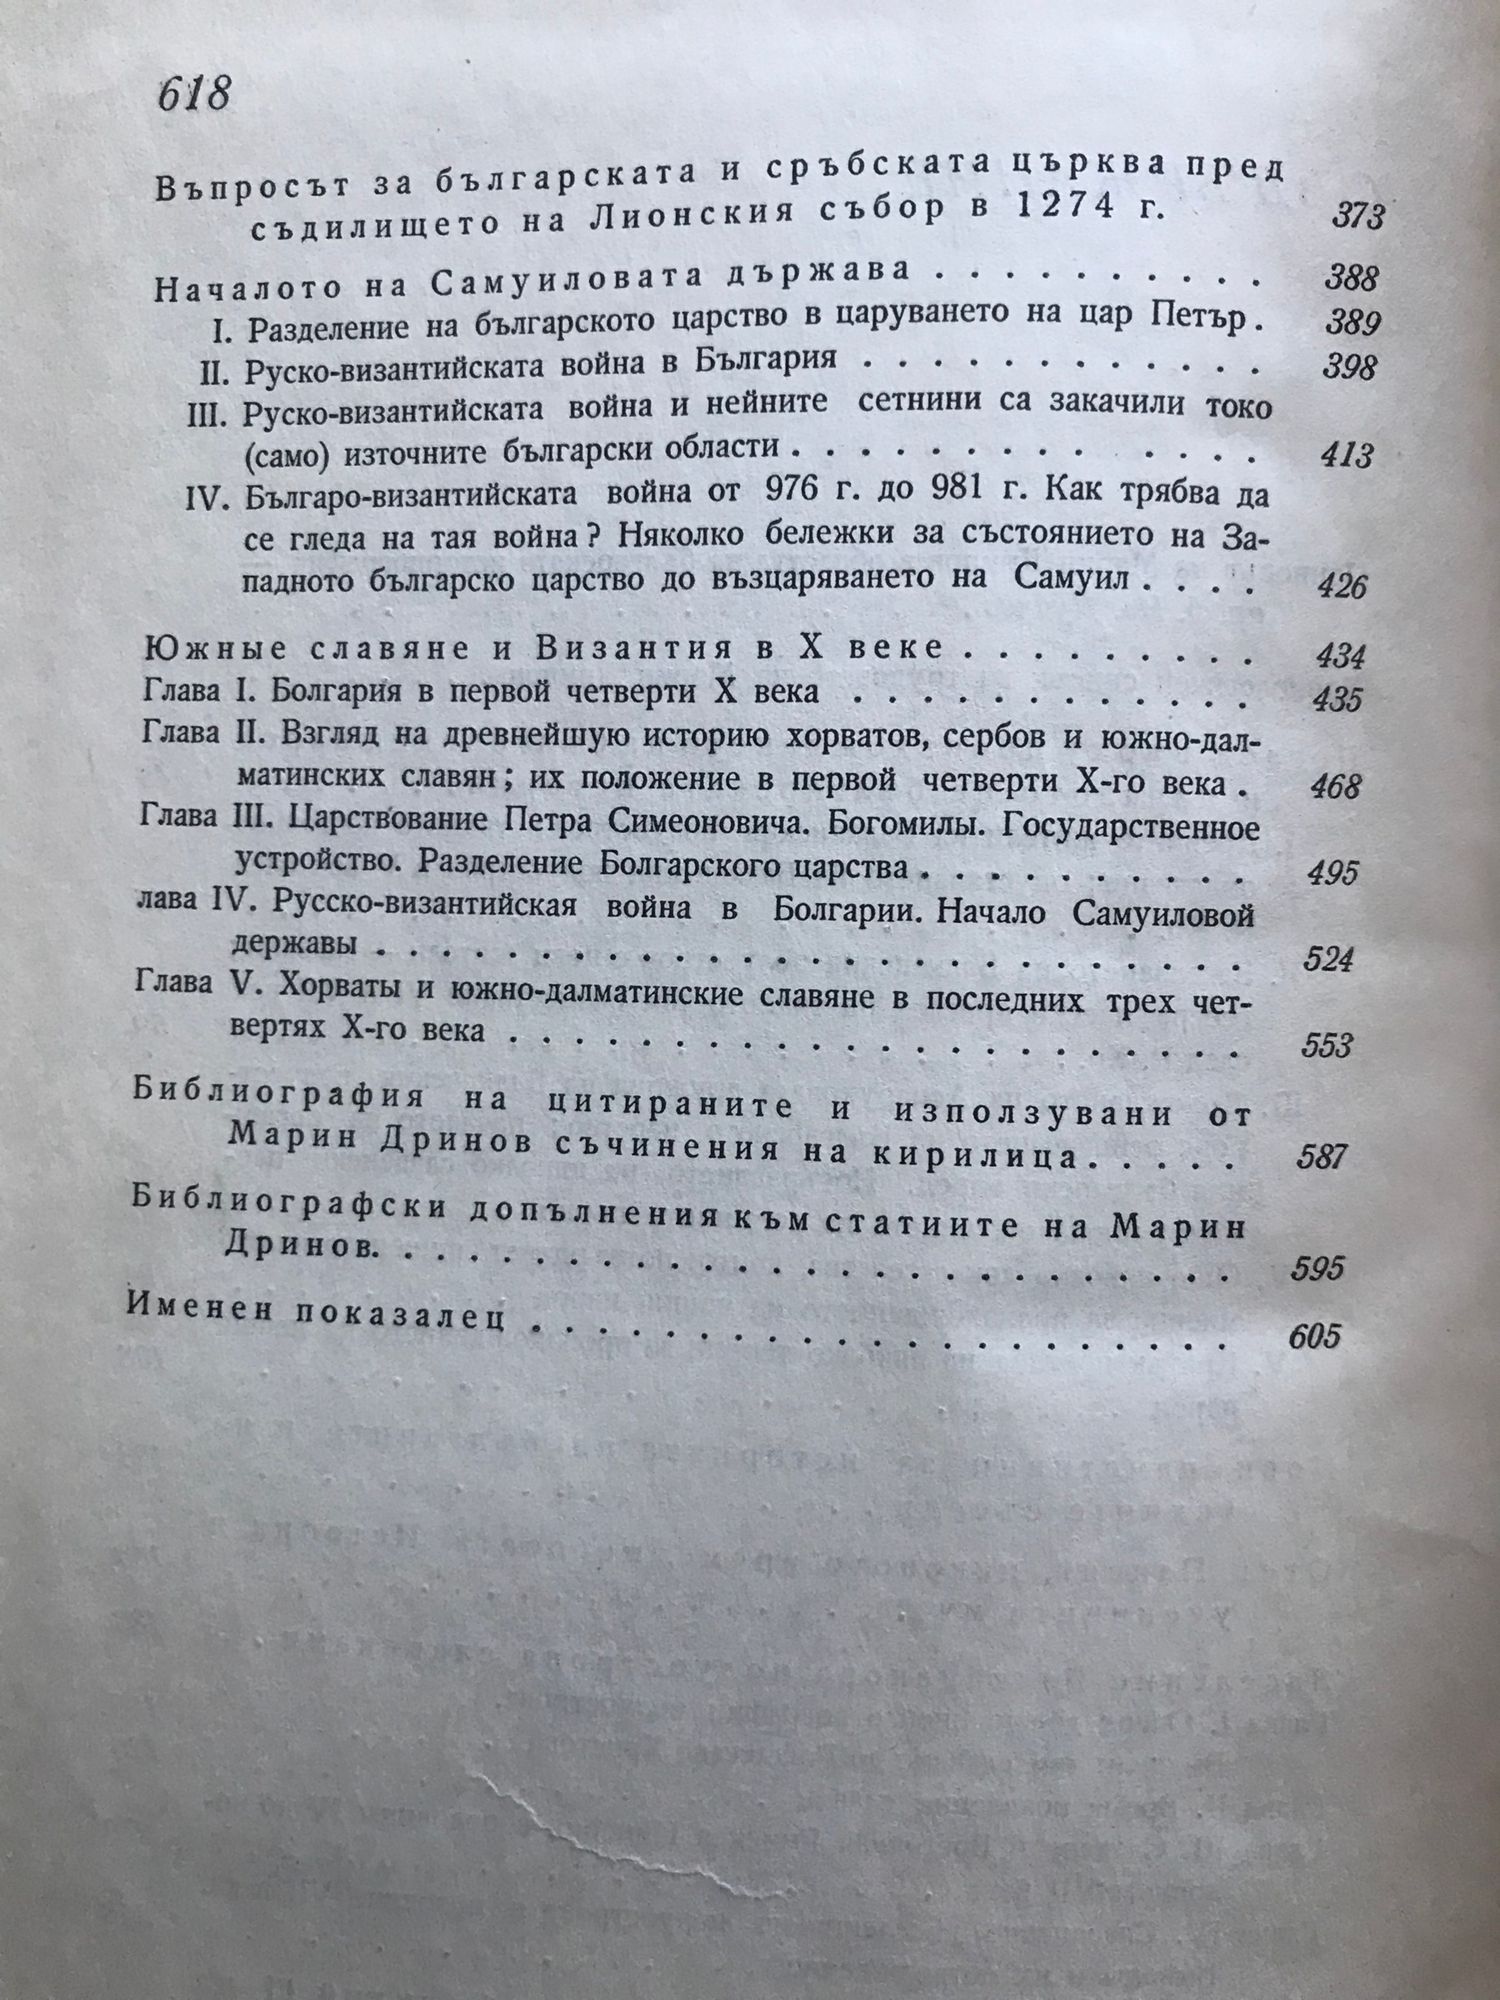 618
Въпросът за българската и сръбската църква пред
съдилището на Лионския събор в 1274 г. 373
Началото на Самуиловата държава . . . . . . . . . . 388
I. Разделение на българското царство в царуването на цар Петър . 389
II. Руско-византийската война в България . . . . . . . . . . . . 398
III. Руско-византийската война и нейните сетнини са закачили токо
(само) източните български области . . . . . . . . . . . . . 413
IV. Българо-византийската война от 976 г. до 981 г. Как трябва да
се гледа на тая война? Няколко бележки за състоянието на За-
падното българско царство до възцаряването на Самуил . . . . 426
Южные славяне и Византия в X веке . . . . . . . . . 434
Глава I. Болгария в первой четверти X века . . . . . . . . . . . . 435
Глава II. Взгляд на древнейшую историю хорватов, сербов и южно-дал-
матинских славян; их положение в первой четверти X-го века . 468
Глава III. Царствование Петра Симеоновича. Богомилы. Государственное
устройство. Разделение Болгарского царства . . . . . . . . . . 495
лава IV. Русско-византийская война в Болгарии. Начало Самуиловой
державы . . . . . . . . . . . . . . . . . . . . . . . . . . 524
Глава V. Хорваты и южно-далматинские славяне в последних трех чет-
вертях X-го века . . . . . . . . . . . . . . . . . . . . . . 553
Библиография на цитираните и използувани от
Марин Дринов съчинения на кирилица . . . . . 587
Библиографски допълнения към статиите на Марин
Дринов. . . . . . . . . . . . . . . . . . . . . . . . . . 595
Именен показалец . . . . . . . . . . . . . . . . . . . . . 605